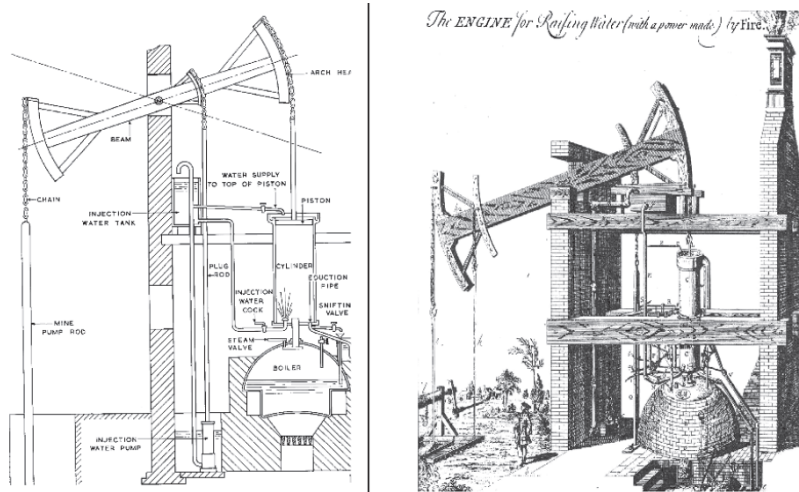 The ENGINE for Raising Water (with a power made) by Fire.
ARCH HEA
BEAM
WATER SUPPLY
TO TOP OF PISTON
PISTON
CHAIN
INJECTION
WATER TANK
PLUG
ROD
CYLINDER
EDUCTION
PIPE
INJECTION
WATER
COCK
SNIFTIN
VALVE
MINE
PUMP ROD
STEAM
VALVE
BOILER
INJECTION
WATER PUMP